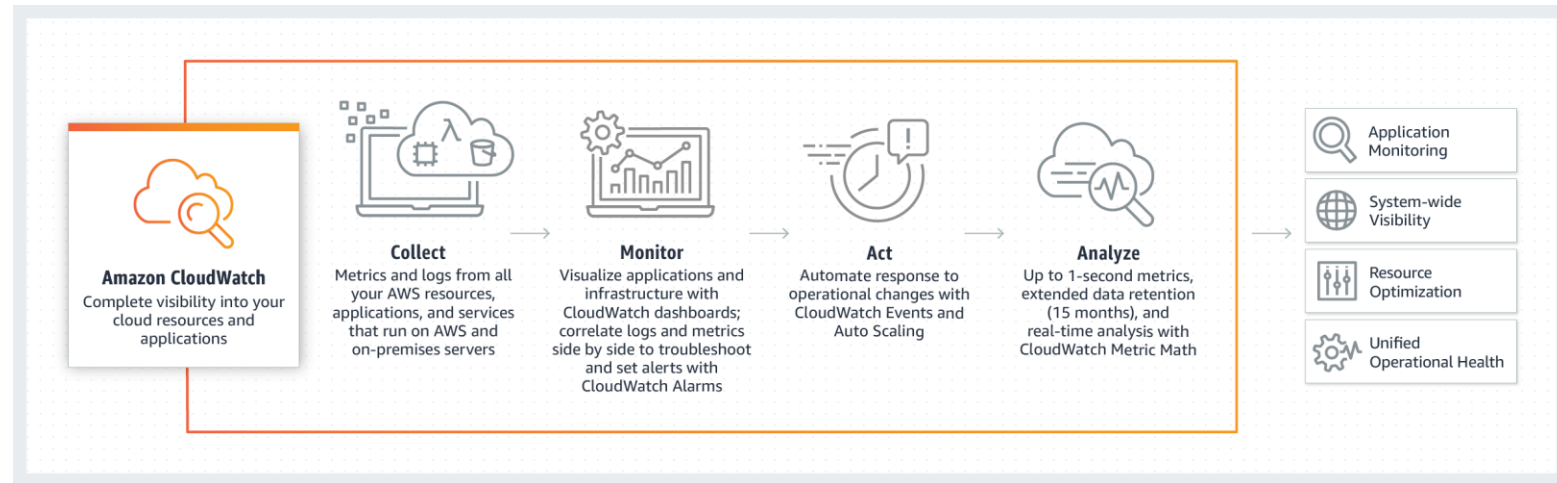 Amazon CloudWatch
Complete visibility into your
cloud resources and
applications
Collect
Metrics and logs from all
your AWS resources,
applications, and services
that run on AWS and
on-premises servers
Monitor
Visualize applications and
infrastructure with
CloudWatch dashboards;
correlate logs and metrics
side by side to troubleshoot
and set alerts with
CloudWatch Alarms
Act
Automate response to
operational changes with
CloudWatch Events and
Auto Scaling
Analyze
Up to 1-second metrics,
extended data retention
(15 months), and
real-time analysis with
CloudWatch Metric Math
Application
Monitoring
System-wide
Visibility
Resource
Optimization
Unified
Operational Health